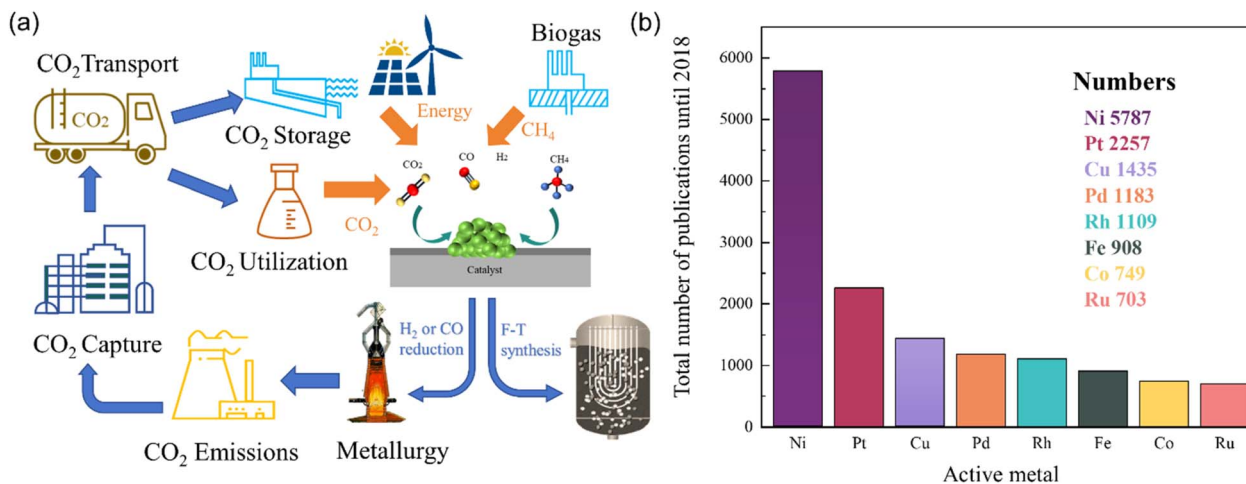 (a)
CO2Transport
CO2
CO2 Storage
Energy
Biogas
CH4
CO2
CO
H2
CH4
CO2
CO2 Utilization
Catalyst
CO2 Capture
H2 or CO
reduction
F-T
synthesis
CO2 Emissions
Metallurgy
(b)
Total number of publications until 2018
6000
5000
4000
3000
2000
1000
0
Numbers
Ni 5787
Pt 2257
Cu 1435
Pd 1183
Rh 1109
Fe 908
Co 749
Ru 703
Ni Pt Cu Pd Rh Fe Co Ru
Active metal